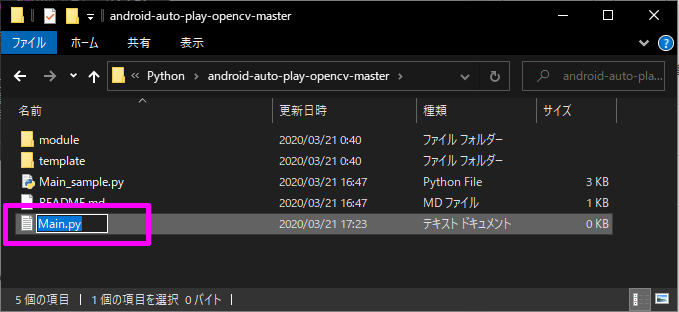 android-auto-play-opencv-master
ファイル ホーム 共有 表示
Python android-auto-play-opencv-master android-auto-pla...
名前 更新日時 種類 サイズ
module 2020/03/21 0:40 ファイル フォルダー
template 2020/03/21 0:40 ファイル フォルダー
Main_sample.py 2020/03/21 16:47 Python File 3 KB
README.md 2020/03/21 16:47 MD ファイル 1 KB
Main.py 2020/03/21 17:23 テキスト ドキュメント 0 KB
5 個の項目 1 個の項目を選択 0 バイト